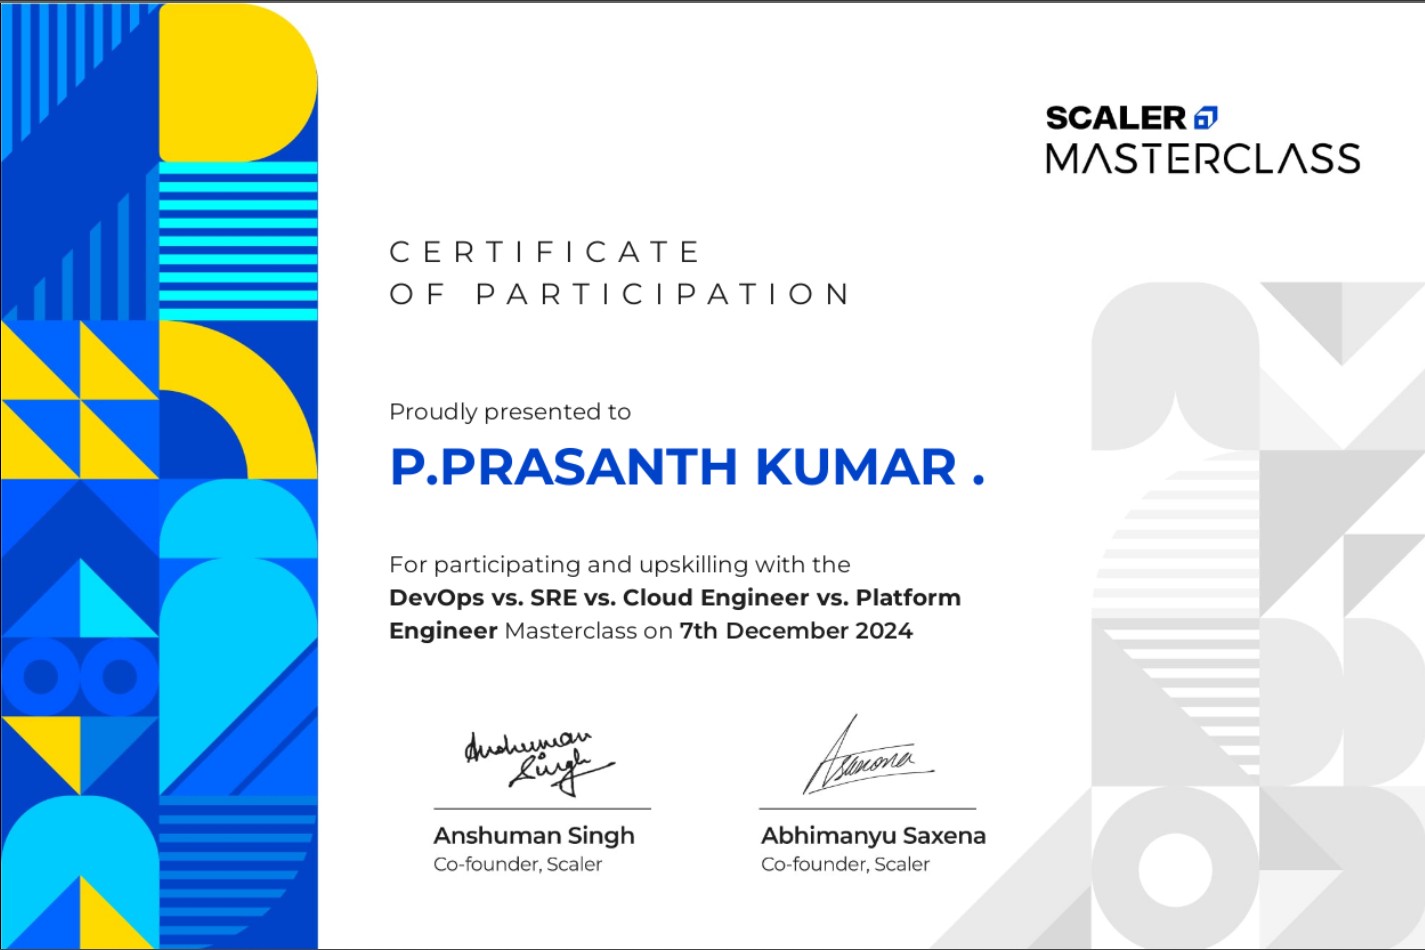 SCALER
MASTERCLASS
CERTIFICATE
OF PARTICIPATION
Proudly presented to
P.PRASANTH KUMAR .
For participating and upskilling with the
DevOps vs. SRE vs. Cloud Engineer vs. Platform
Engineer Masterclass on 7th December 2024
Anshuman Singh
Asaxena
Anshuman Singh
Co-founder, Scaler
Abhimanyu Saxena
Co-founder, Scaler